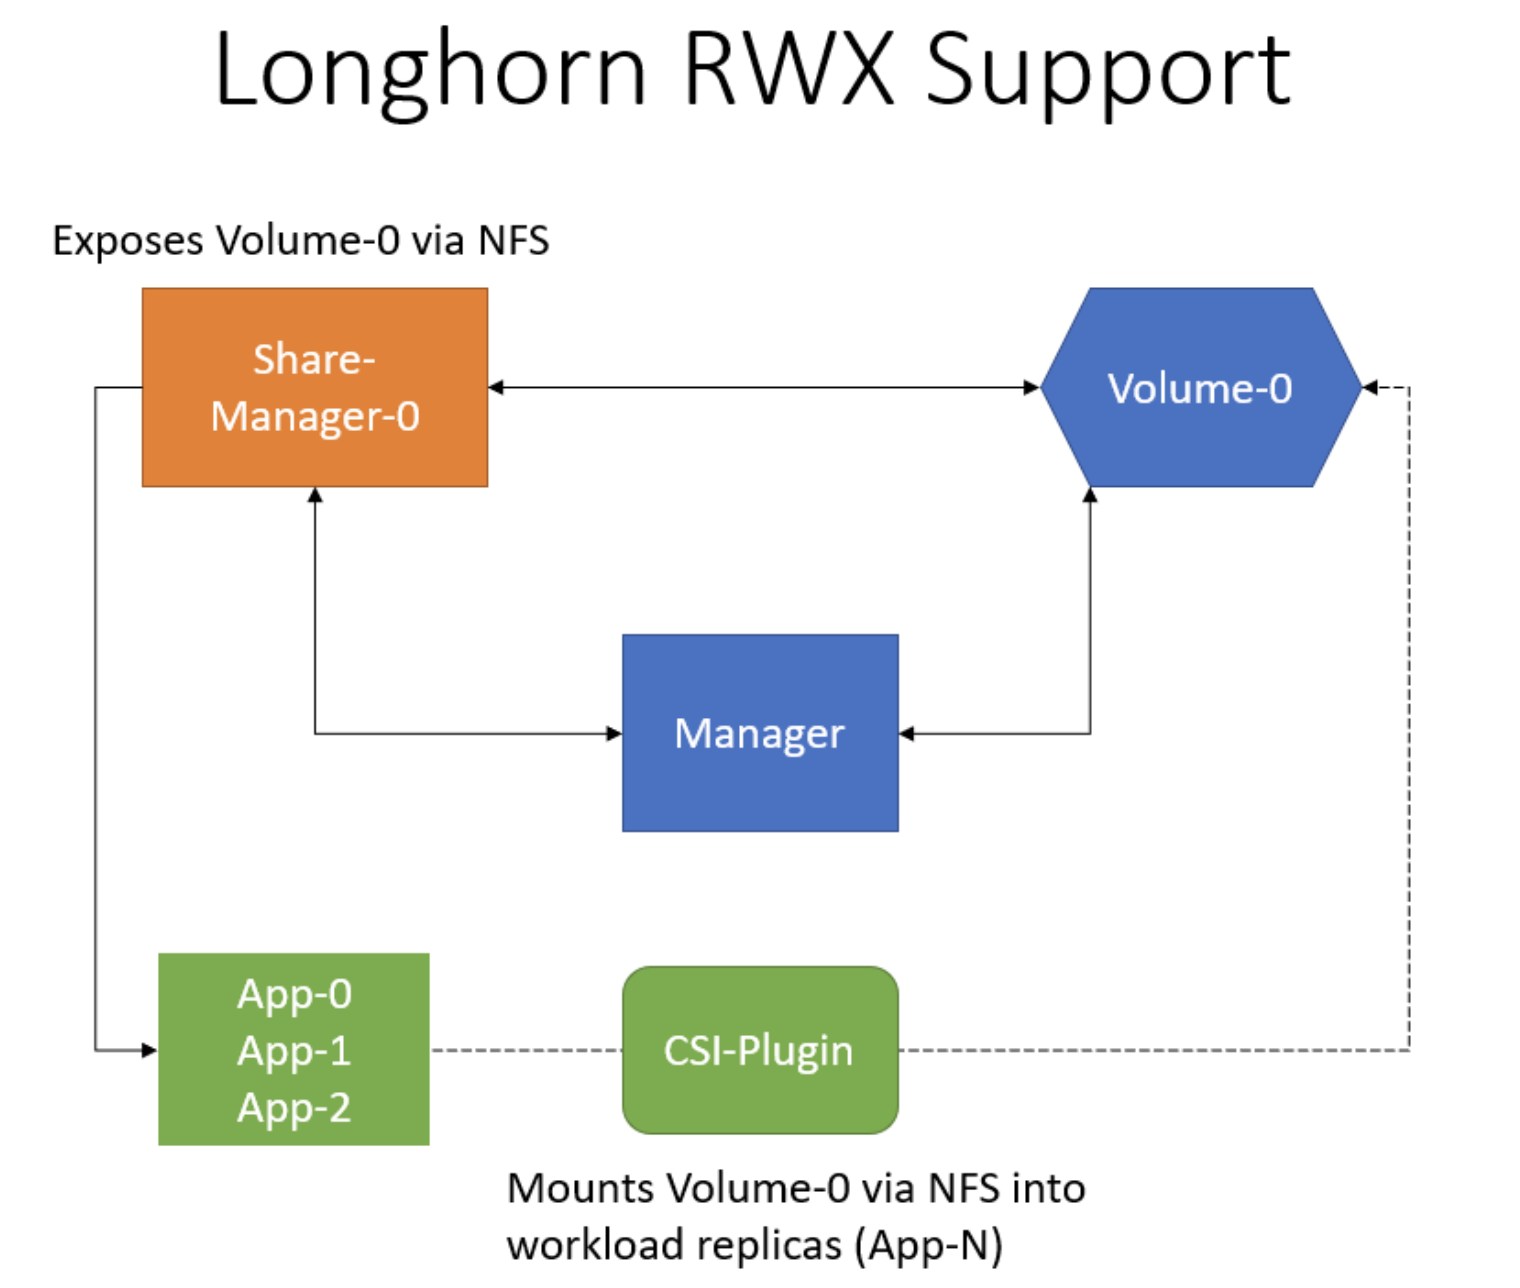 Longhorn RWX Support
Exposes Volume-0 via NFS
Share-
Manager-0
Volume-0
Manager
App-0
App-1
App-2
CSI-Plugin
Mounts Volume-0 via NFS into
workload replicas (App-N)